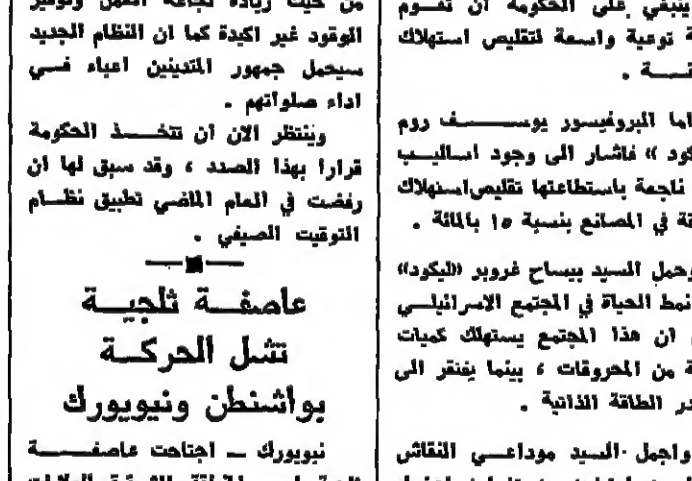 ينبغي على الحكومة ان تقوم
توعية واسعة لتقليص استهلاك
اما البروفيسور يوسف روم
فاشار الى وجود اساليب
ناجعة باستطاعتها تقليص استهلاك
في المصانع بنسبة ١٥ بالمائة .
وحمل السيد بيساح غروبر «ليكود»
نمط الحياة في المجتمع الاسرائيلي
ان هذا المجتمع يستهلك كميات
من المحروقات ، بينما يفتقر الى
الطاقة الذاتية .
واجمل السيد موداعي النقاش
من حيث زيادة نجاعة العمل وتوفير
الوقود غير اكيدة كما ان النظام الجديد
سيحمل جمهور المتدينين اعباء في
اداء صلواتهم .
وينتظر الان ان تتخذ الحكومة
قرارا بهذا الصدد ، وقد سبق لها ان
رفضت في العام الماضي تطبيق نظام
التوقيت الصيفي .
عاصفة ثلجية
تشل الحركة
بواشنطن ونيويورك
نيويورك — اجتاحت عاصفة